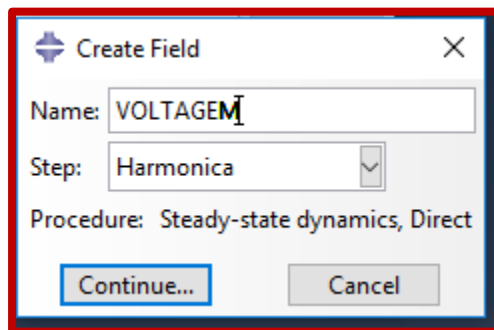 Create Field
Name: VOLTAGEM
Step: Harmonica
Procedure: Steady-state dynamics, Direct
Continue... Cancel